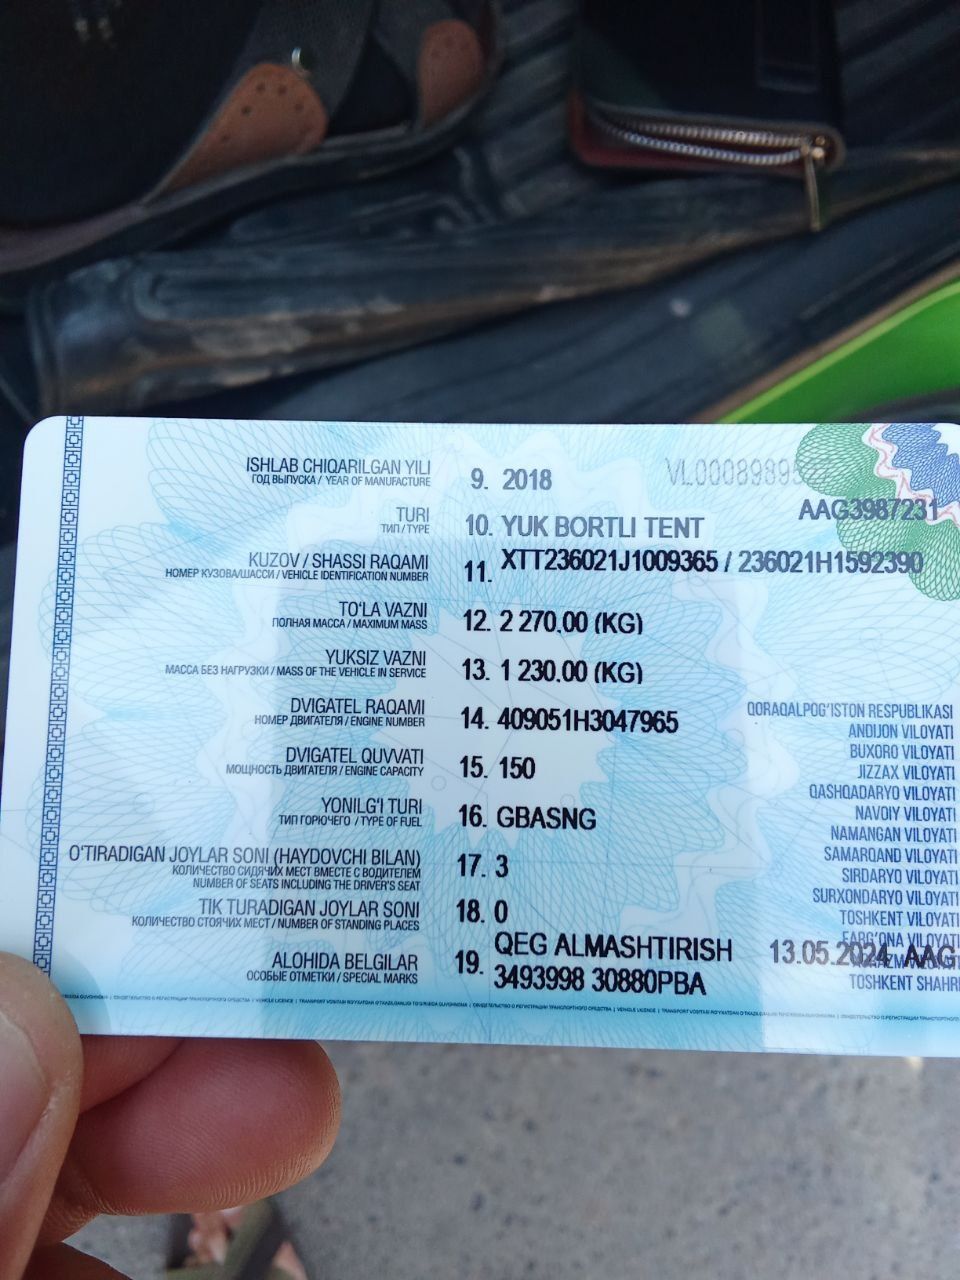 ISHLAB CHIQARILGAN YILI
ГОД ВЫПУСКА / YEAR OF MANUFACTURE
9. 2018
VL0008989522
AAG3987231
TURI
ТИП / TYPE
10. YUK BORTLI TENT
KUZOV / SHASSI RAQAMI
НОМЕР КУЗОВА/ШАССИ / VEHICLE IDENTIFICATION NUMBER
11. XTT236021J1009365 / 236021H1592390
TO'LA VAZNI
ПОЛНАЯ МАССА / MAXIMUM MASS
12. 2 270.00 (KG)
YUKSIZ VAZNI
МАССА БЕЗ НАГРУЗКИ / MASS OF THE VEHICLE IN SERVICE
13. 1 230.00 (KG)
DVIGATEL RAQAMI
НОМЕР ДВИГАТЕЛЯ / ENGINE NUMBER
14. 409051H3047965
DVIGATEL QUVVATI
МОЩНОСТЬ ДВИГАТЕЛЯ / ENGINE CAPACITY
15. 150
YONILG'I TURI
ТИП ГОРЮЧЕГО / TYPE OF FUEL
16. GBASNG
O'TIRADIGAN JOYLAR SONI (HAYDOVCHI BILAN)
КОЛИЧЕСТВО СИДЯЧИХ МЕСТ ВМЕСТЕ С ВОДИТЕЛЕМ
NUMBER OF SEATS INCLUDING THE DRIVER'S SEAT
17. 3
TIK TURADIGAN JOYLAR SONI
КОЛИЧЕСТВО СТОЯЧИХ МЕСТ / NUMBER OF STANDING PLACES
18. 0
ALOHIDA BELGILAR
ОСОБЫЕ ОТМЕТКИ / SPECIAL MARKS
19. QEG ALMASHTIRISH
3493998 30880PBA
QORAQALPOG'ISTON RESPUBLIKASI
ANDIJON VILOYATI
BUXORO VILOYATI
JIZZAX VILOYATI
QASHQADARYO VILOYATI
NAVOIY VILOYATI
NAMANGAN VILOYATI
SAMARQAND VILOYATI
SIRDARYO VILOYATI
SURXONDARYO VILOYATI
TOSHKENT VILOYATI
FARG'ONA VILOYATI
13.05.2024 AAG
TOSHKENT SHAHRI